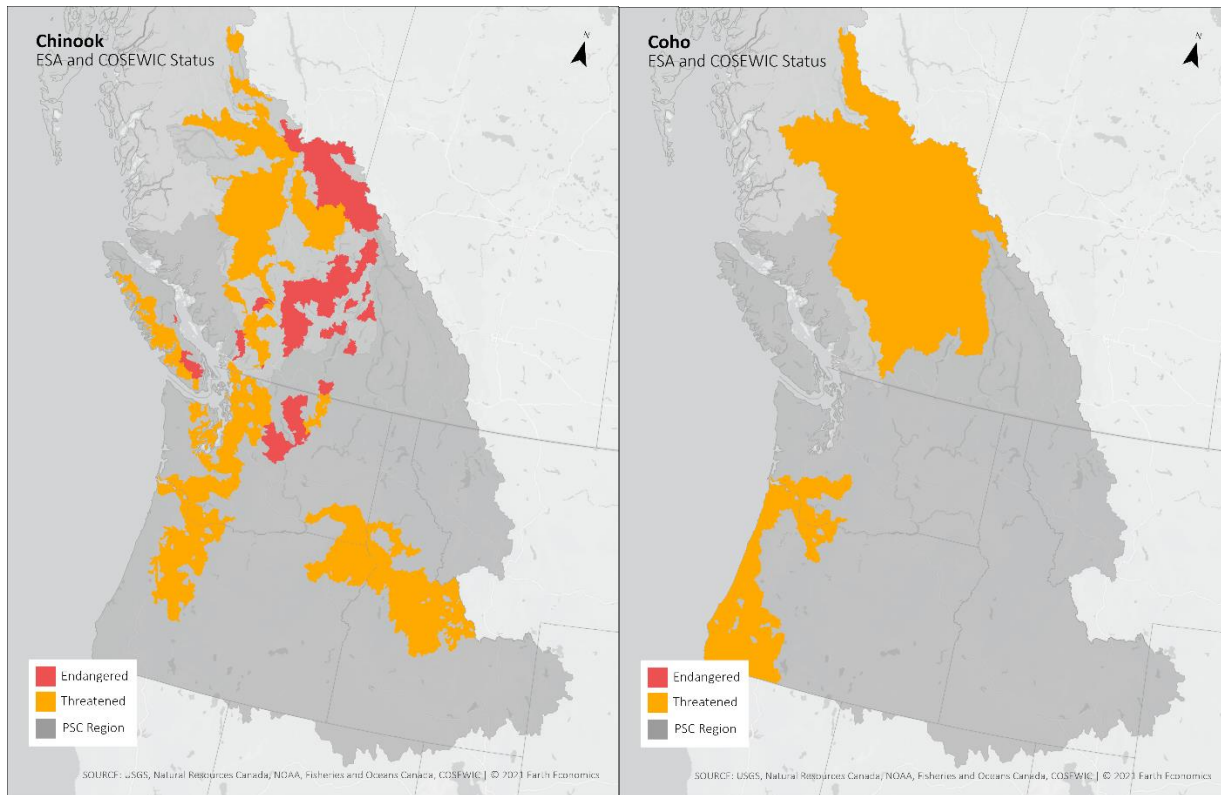 Chinook
ESA and COSEWIC Status
N
Endangered
Threatened
PSC Region
SOURCE: USGS, Natural Resources Canada, NOAA, Fisheries and Oceans Canada, COSEWIC | © 2021 Earth Economics
Coho
ESA and COSEWIC Status
N
Endangered
Threatened
PSC Region
SOURCE: USGS, Natural Resources Canada, NOAA, Fisheries and Oceans Canada, COSEWIC | © 2021 Earth Economics